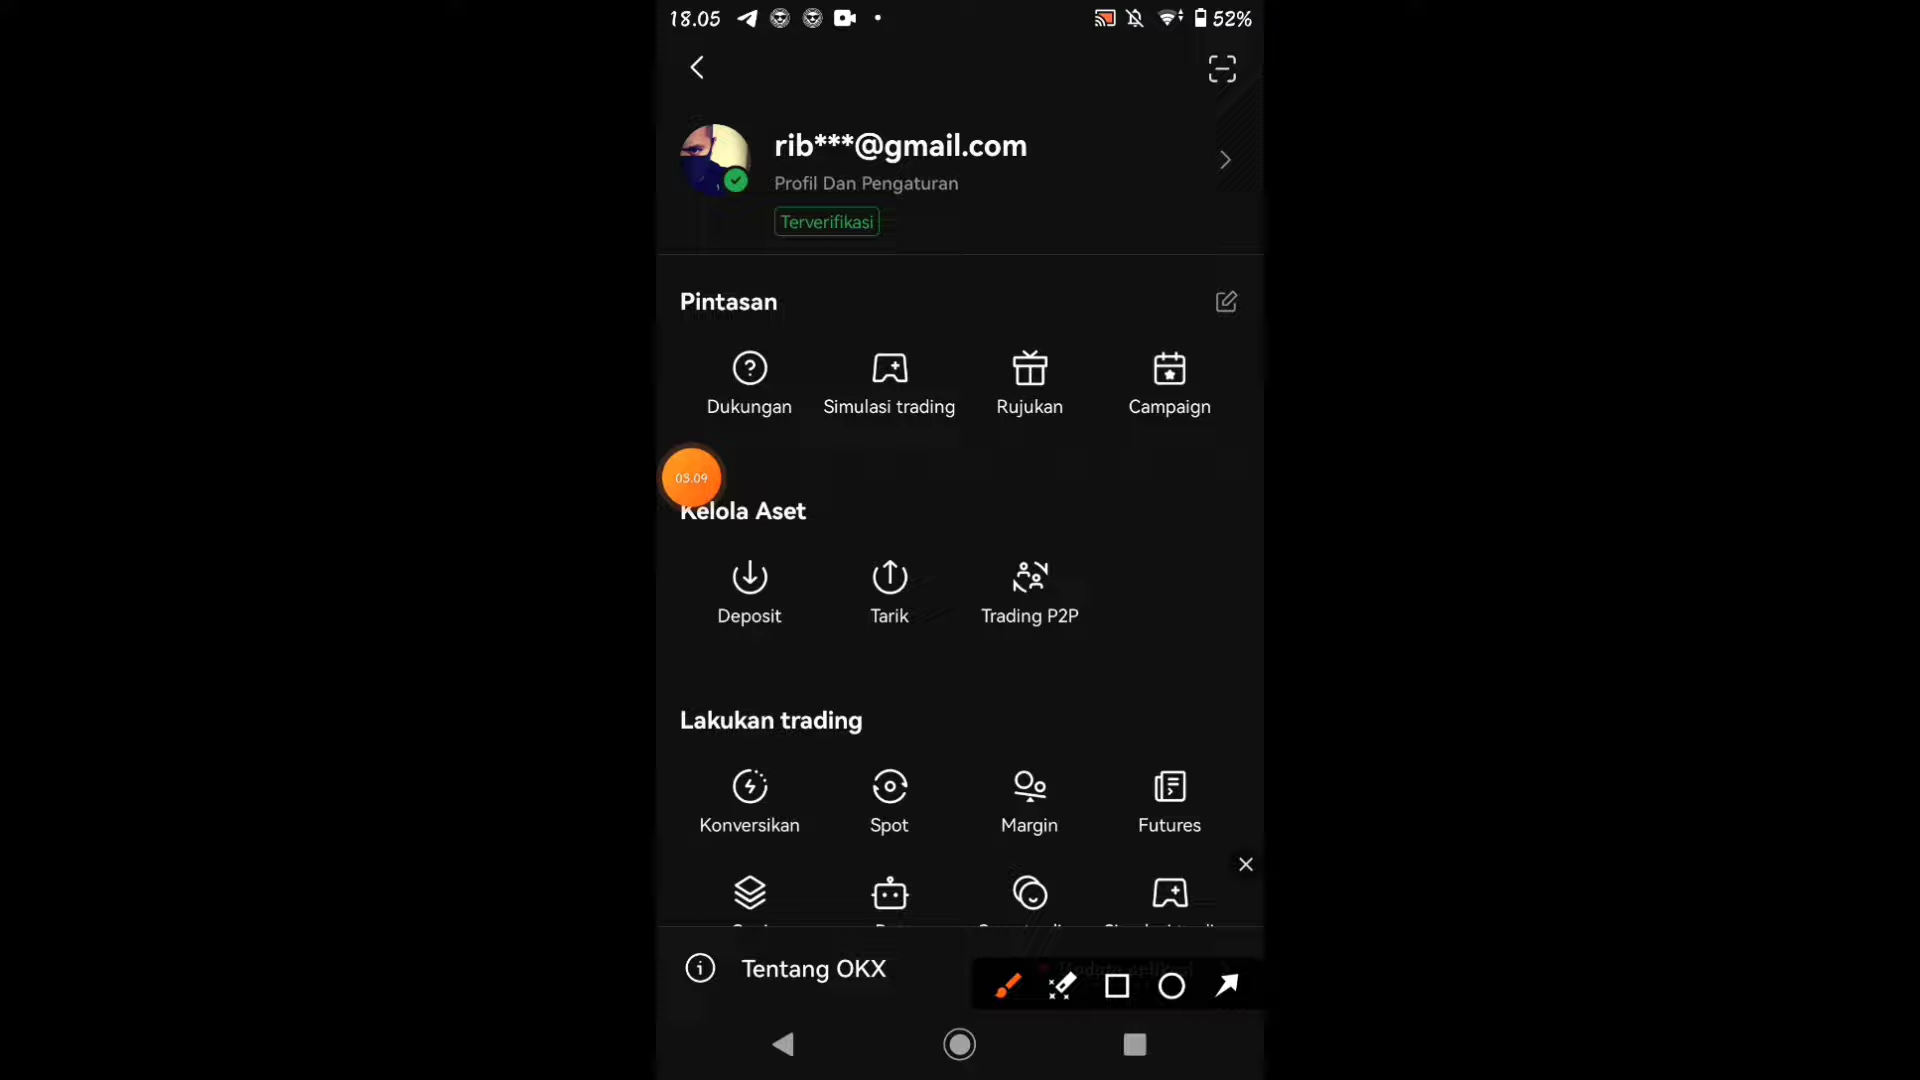 18.05
52%
rib***@gmail.com
Profil Dan Pengaturan
Terverifikasi
Pintasan
Dukungan
Simulasi trading
Rujukan
Campaign
03.09
Kelola Aset
Deposit
Tarik
Trading P2P
Lakukan trading
Konversikan
Spot
Margin
Futures
Tentang OKX